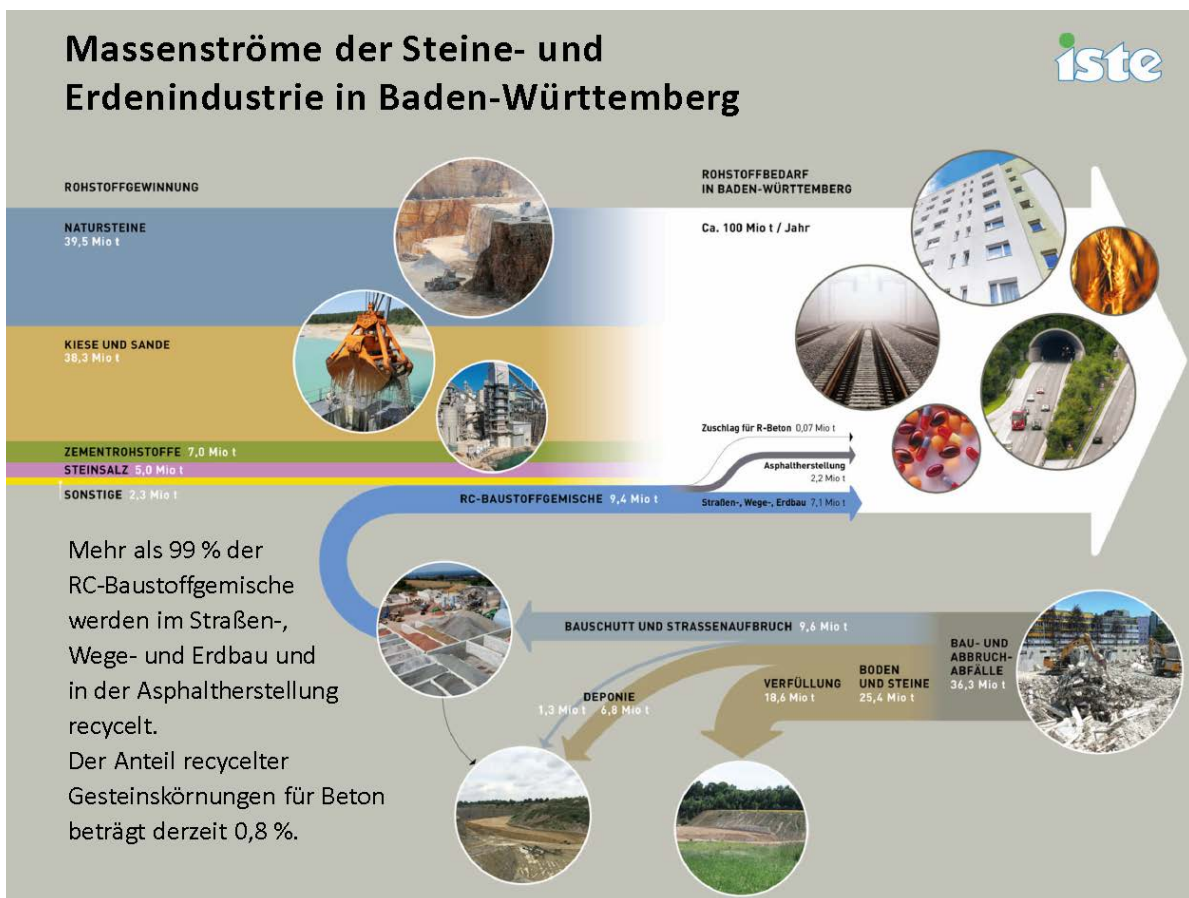 Massenströme der Steine- und
Erdenindustrie in Baden-Württemberg
iste
ROHSTOFFGEWINNUNG
NATURSTEINE
39,5 Mio t
KIESE UND SANDE
38,3 Mio t
ZEMENTROHSTOFFE 7,0 Mio t
STEINSALZ 5,0 Mio t
SONSTIGE 2,3 Mio t
ROHSTOFFBEDARF
IN BADEN-WÜRTTEMBERG
Ca. 100 Mio t / Jahr
Zuschlag für R-Beton 0,07 Mio t
Asphaltherstellung
2,2 Mio t
RC-BAUSTOFFGEMISCHE 9,4 Mio t
Straßen-, Wege-, Erdbau 7,1 Mio t
Mehr als 99 % der
RC-Baustoffgemische
werden im Straßen-,
Wege- und Erdbau und
in der Asphaltherstellung
recycelt.
Der Anteil recycelter
Gesteinskörnungen für Beton
beträgt derzeit 0,8 %.
BAUSCHUTT UND STRASSENAUFBRUCH 9,6 Mio t
BAU- UND
ABBRUCH-
ABFÄLLE
36,3 Mio t
BODEN
UND STEINE
25,4 Mio t
VERFÜLLUNG
18,6 Mio t
DEPONIE
1,3 Mio t 6,8 Mio t